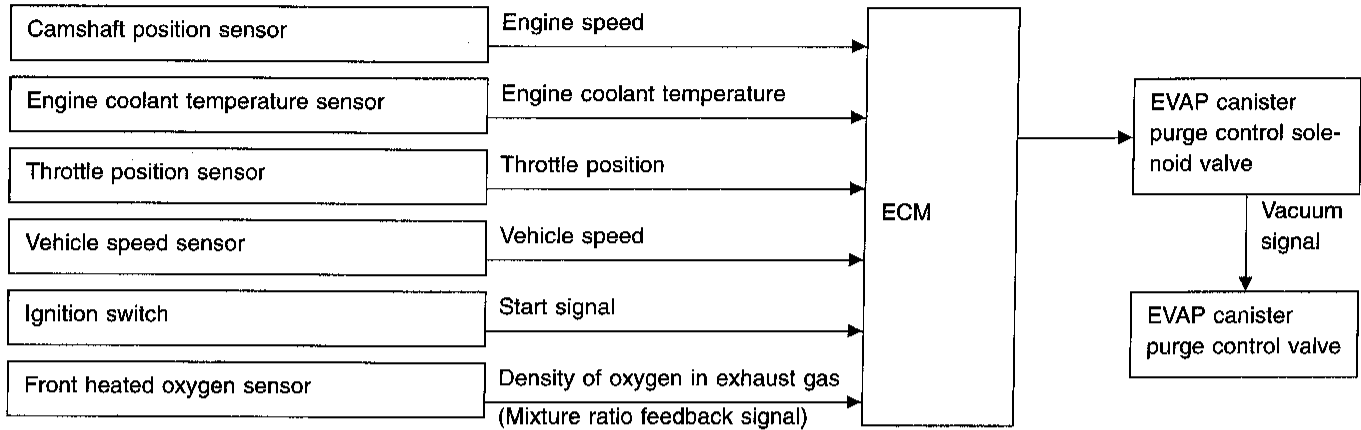 Camshaft position sensor
Engine speed
Engine coolant temperature sensor
Engine coolant temperature
Throttle position sensor
Throttle position
Vehicle speed sensor
Vehicle speed
Ignition switch
Start signal
Front heated oxygen sensor
Density of oxygen in exhaust gas
(Mixture ratio feedback signal)
ECM
EVAP canister
purge control sole-
noid valve
Vacuum
signal
EVAP canister
purge control valve